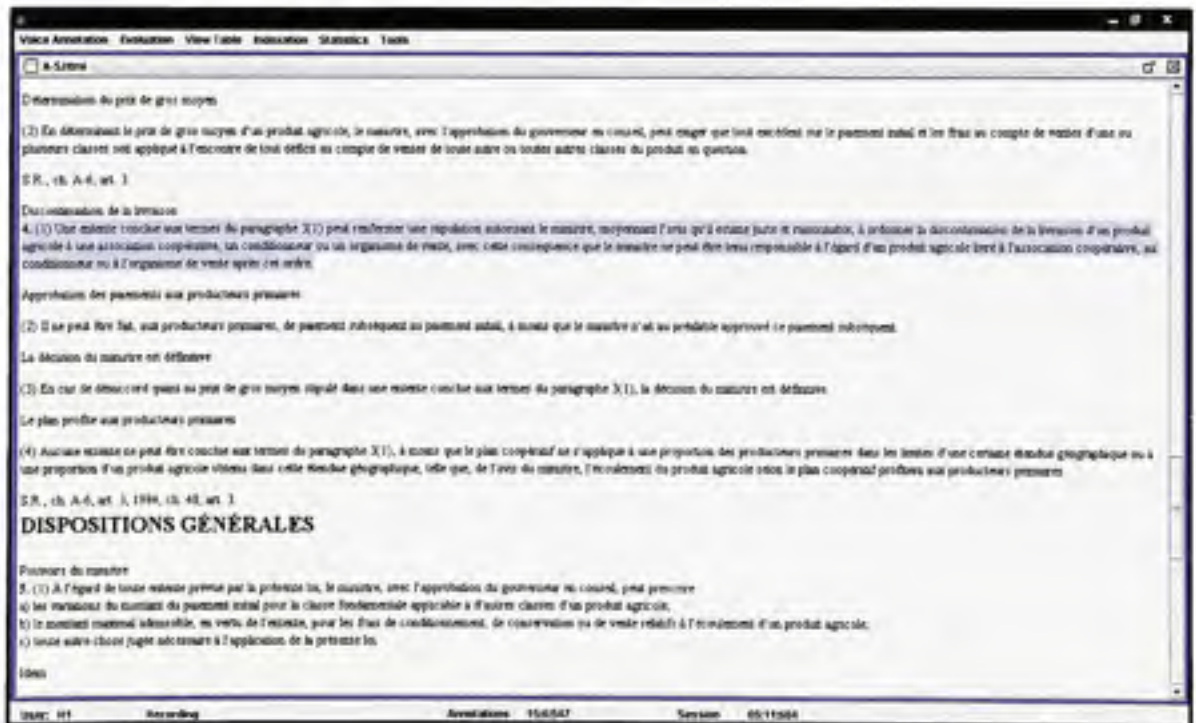 Voice Annotation Evaluation View Table Indexation Statistics Tools
Détermination du prix de gros moyen
(2) En déterminant le prix de gros moyen d'un produit agricole, le ministre, avec l'approbation du gouverneur en conseil, peut exiger que tout excédent sur le paiement initial et les frais au compte de ventes d'une ou
plusieurs classes soit appliqué à l'encontre de tout déficit au compte de ventes de toute autre ou toutes autres classes du produit en question.
S.R., ch. A-6, art. 3
Discontinuation de la livraison
4. (1) Une entente conclue aux termes du paragraphe 3(1) peut renfermer une stipulation autorisant le ministre, moyennant l'avis qu'il estime juste et raisonnable, à ordonner la discontinuation de la livraison d'un produit
agricole à une association coopérative, un conditionneur ou un organisme de vente, avec cette conséquence que le ministre ne peut être tenu responsable à l'égard d'un produit agricole livré à l'association coopérative, au
conditionneur ou à l'organisme de vente après cet ordre.
Approbation des paiements aux producteurs primaires
(2) Il ne peut être fait, aux producteurs primaires, de paiement subséquent au paiement initial, à moins que le ministre n'ait au préalable approuvé ce paiement subséquent.
La décision du ministre est définitive
(3) En cas de désaccord quant au prix de gros moyen stipulé dans une entente conclue aux termes du paragraphe 3(1), la décision du ministre est définitive.
Le plan profite aux producteurs primaires
(4) Aucune entente ne peut être conclue aux termes du paragraphe 3(1), à moins que le plan coopératif ne s'applique à une proportion des producteurs primaires dans les limites d'une certaine étendue géographique ou à
une proportion d'un produit agricole obtenu dans cette étendue géographique, telle que, de l'avis du ministre, l'écoulement du produit agricole selon le plan coopératif profitera aux producteurs primaires.
S.R., ch. A-6, art. 3, 1994, ch. art. 3
DISPOSITIONS GÉNÉRALES
Pouvoirs du ministre
5. (1) À l'égard de toute entente prévue par la présente loi, le ministre, avec l'approbation du gouverneur en conseil, peut prescrire
a) les variations du montant du paiement initial pour la classe fondamentale applicable à d'autres classes d'un produit agricole;
b) le montant maximal admissible, en vertu de l'entente, pour les frais de conditionnement, de conservation ou de vente relatifs à l'écoulement d'un produit agricole;
c) toute autre chose jugée nécessaire à l'application de la présente loi.
Idem
User: H1 Recording Annotations Session